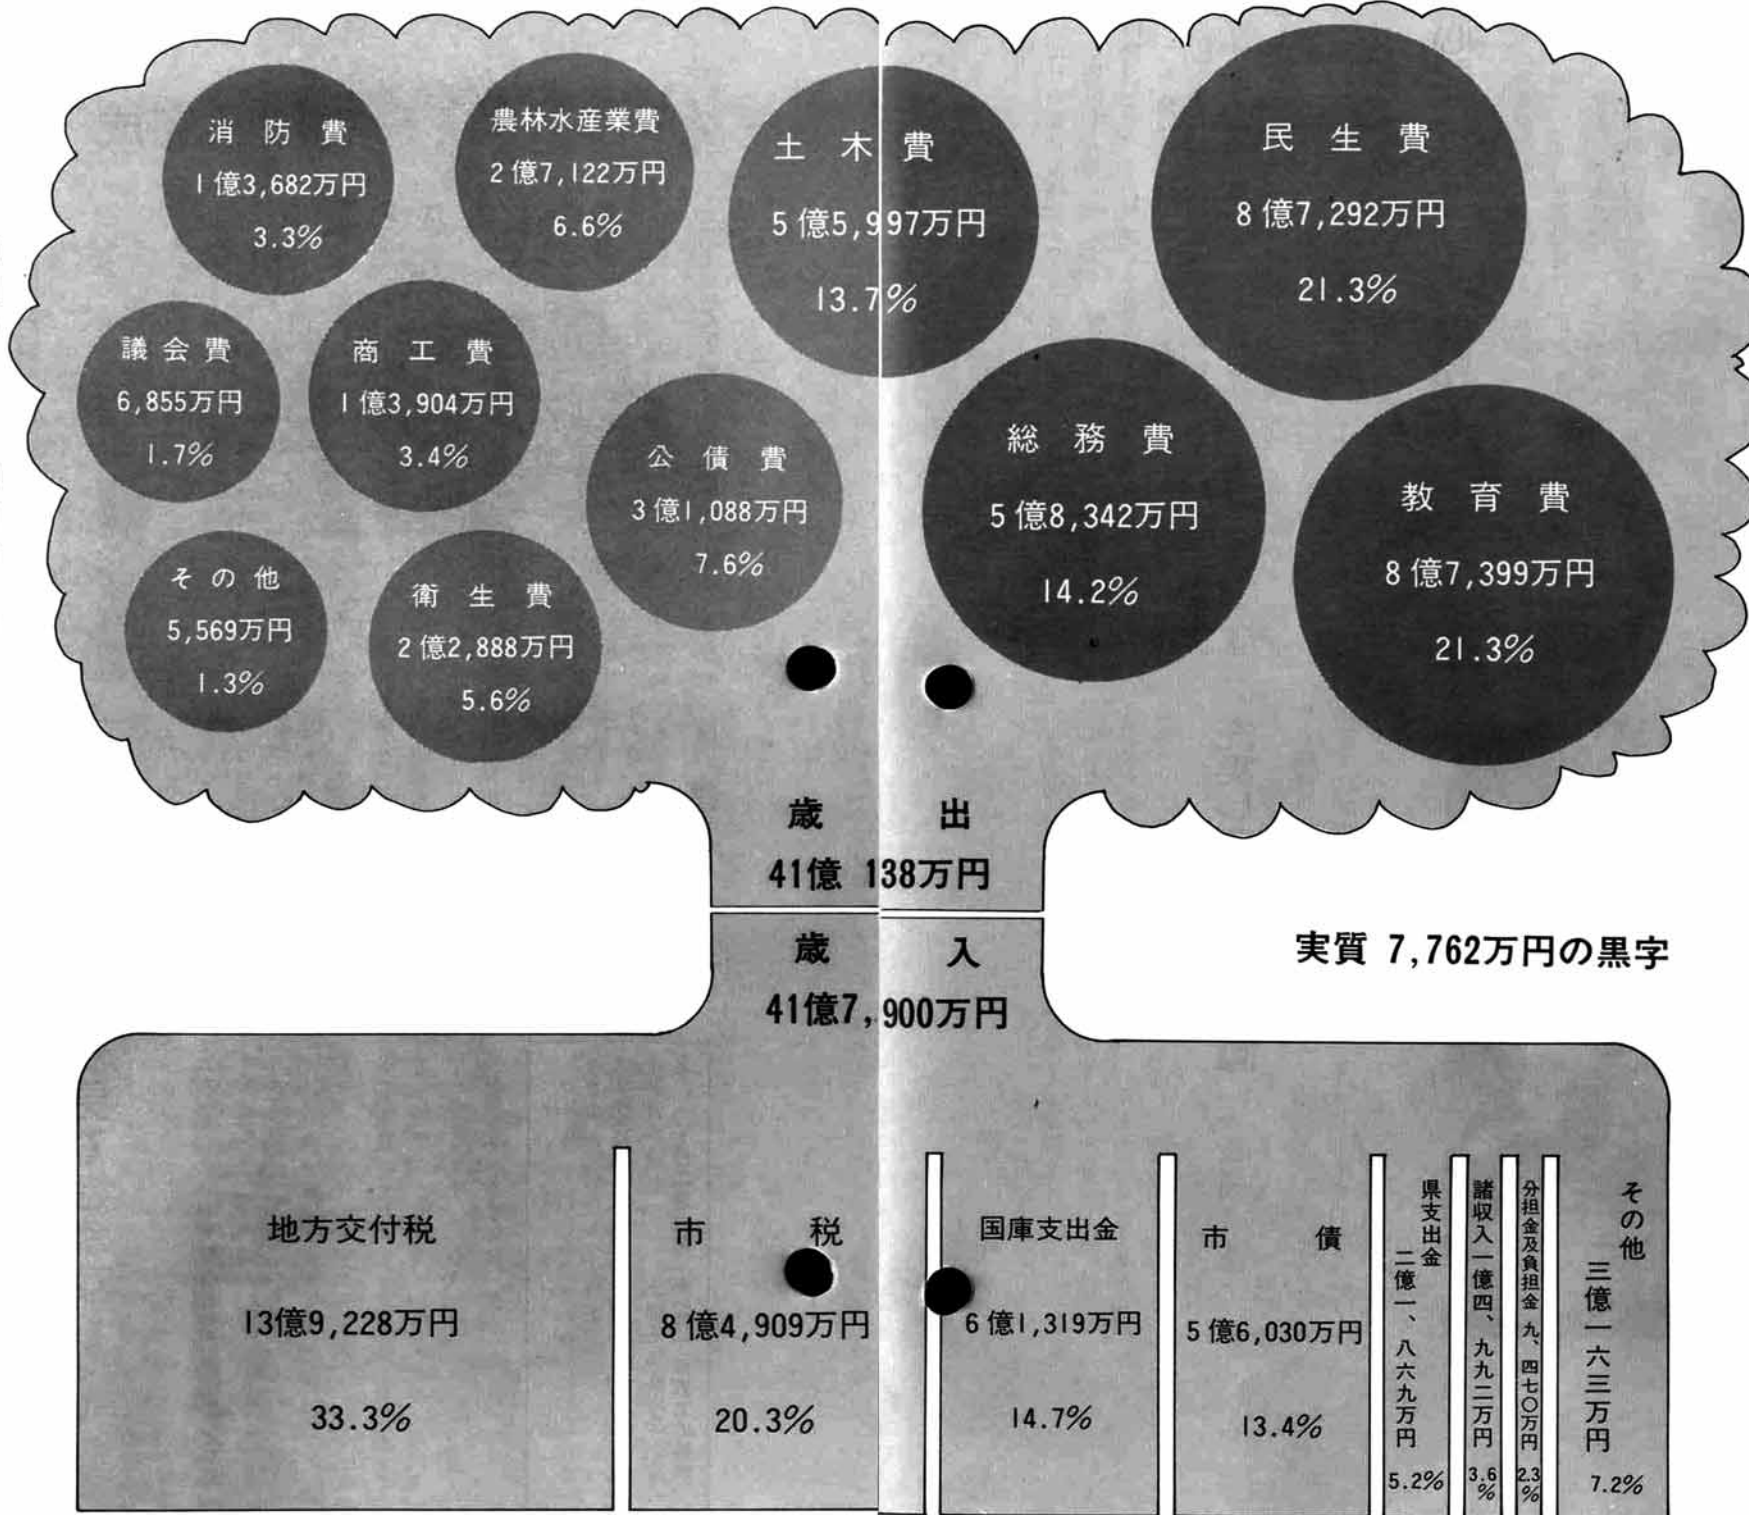 消防費
1億3,682万円
3.3%
農林水産業費
2億7,122万円
6.6%
土木費
5億5,997万円
13.7%
民生費
8億7,292万円
21.3%
議会費
6,855万円
1.7%
商工費
1億3,904万円
3.4%
公債費
3億1,088万円
7.6%
総務費
5億8,342万円
14.2%
教育費
8億7,399万円
21.3%
その他
5,569万円
1.3%
衛生費
2億2,888万円
5.6%
歳出
41億138万円
歳入
41億7,900万円
実質 7,762万円の黒字
地方交付税
13億9,228万円
33.3%
市税
8億4,909万円
20.3%
国庫支出金
6億1,319万円
14.7%
市債
5億6,030万円
13.4%
県支出金
二億一、八六九万円
5.2%
諸収入一億四、九九二万円
3.6
%
分担金及負担金 九、四七〇万円
2.3
%
その他
三億一六三万円
7.2%